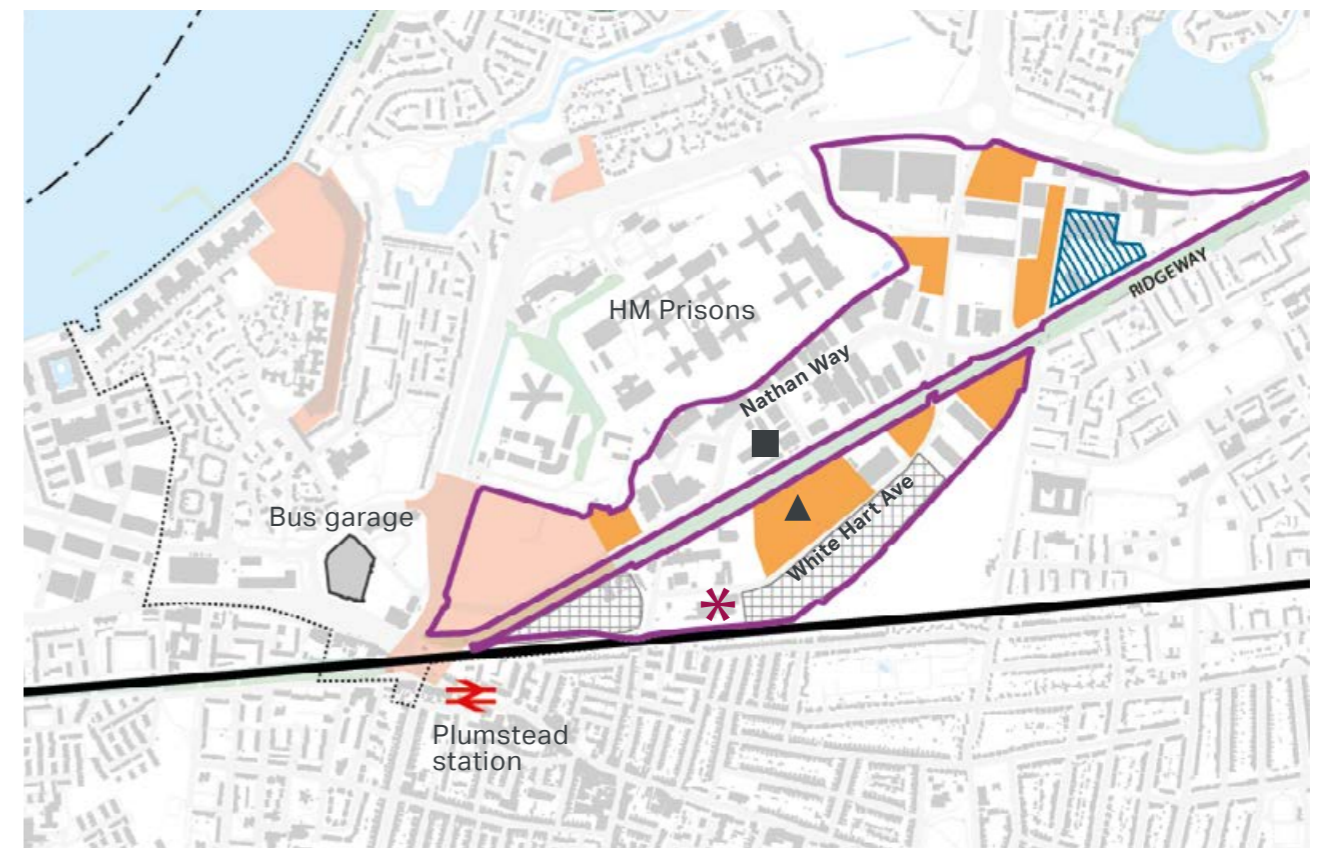 HM Prisons
RIDGEWAY
Nathan Way
Bus garage
White Hart Ave
Plumstead
station